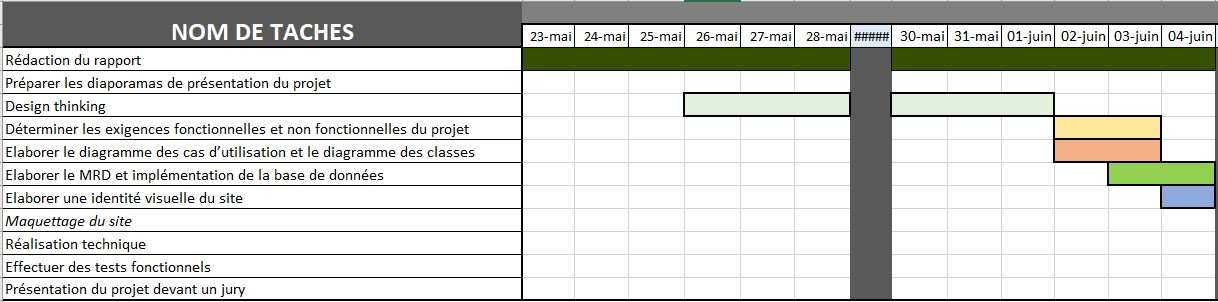 NOM DE TACHES 23-mai 24-mai 25-mai 26-mai 27-mai 28-mai ##### 30-mai 31-mai 01-juin 02-juin 03-juin 04-juin
Rédaction du rapport
Préparer les diaporamas de présentation du projet
Design thinking
Déterminer les exigences fonctionnelles et non fonctionnelles du projet
Elaborer le diagramme des cas d’utilisation et le diagramme des classes
Elaborer le MRD et implémentation de la base de données
Elaborer une identité visuelle du site
Maquettage du site
Réalisation technique
Effectuer des tests fonctionnels
Présentation du projet devant un jury